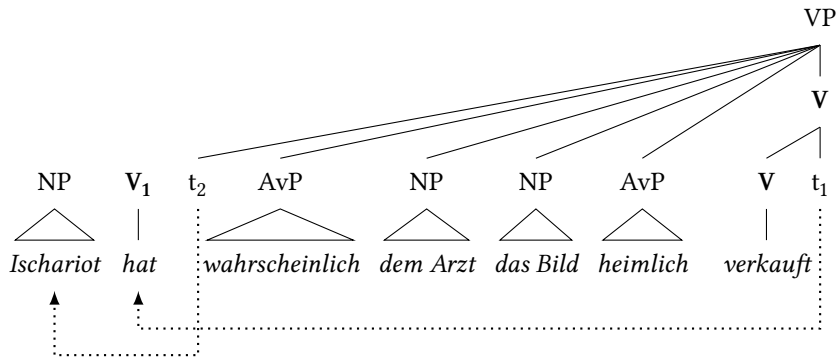 VP
V
NP V₁ t₂ AvP NP NP AvP V t₁
Ischariot hat wahrscheinlich dem Arzt das Bild heimlich verkauft